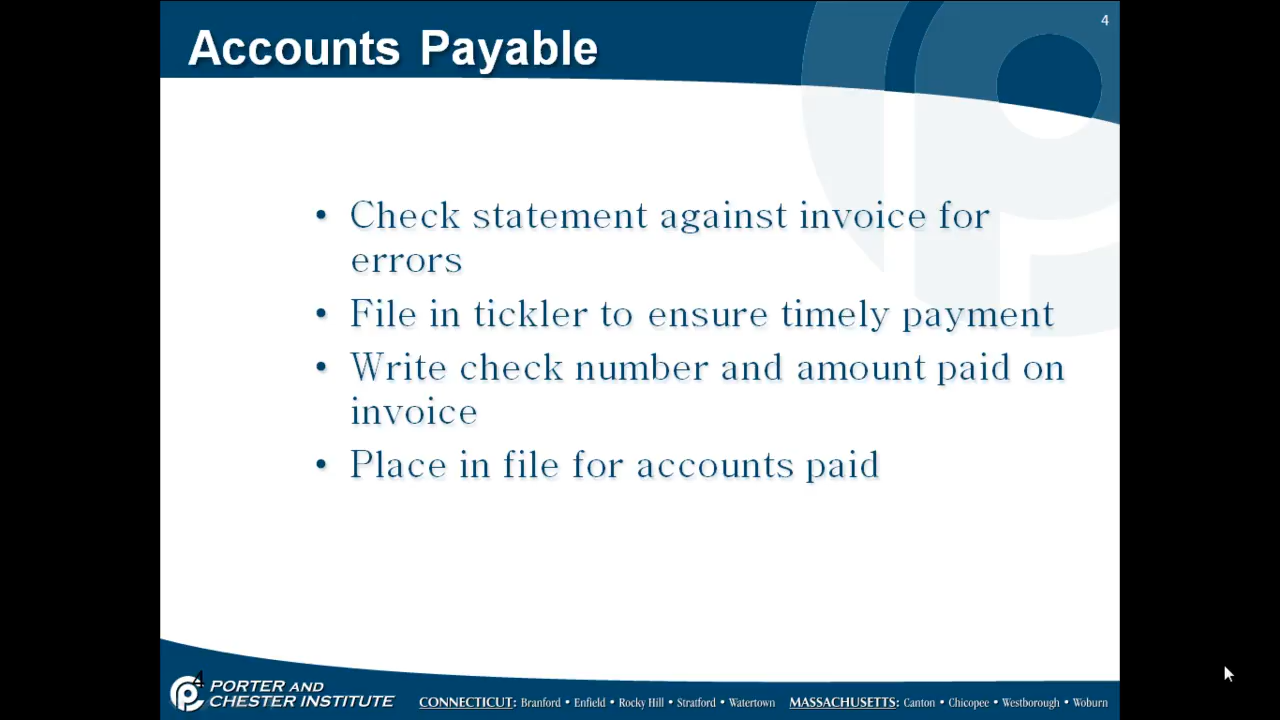 4
Accounts Payable
• Check statement against invoice for
errors
• File in tickler to ensure timely payment
• Write check number and amount paid on
invoice
• Place in file for accounts paid
4
PORTER AND
CHESTER INSTITUTE
CONNECTICUT: Branford • Enfield • Rocky Hill • Stratford • Watertown MASSACHUSETTS: Canton • Chicopee • Westborough • Woburn